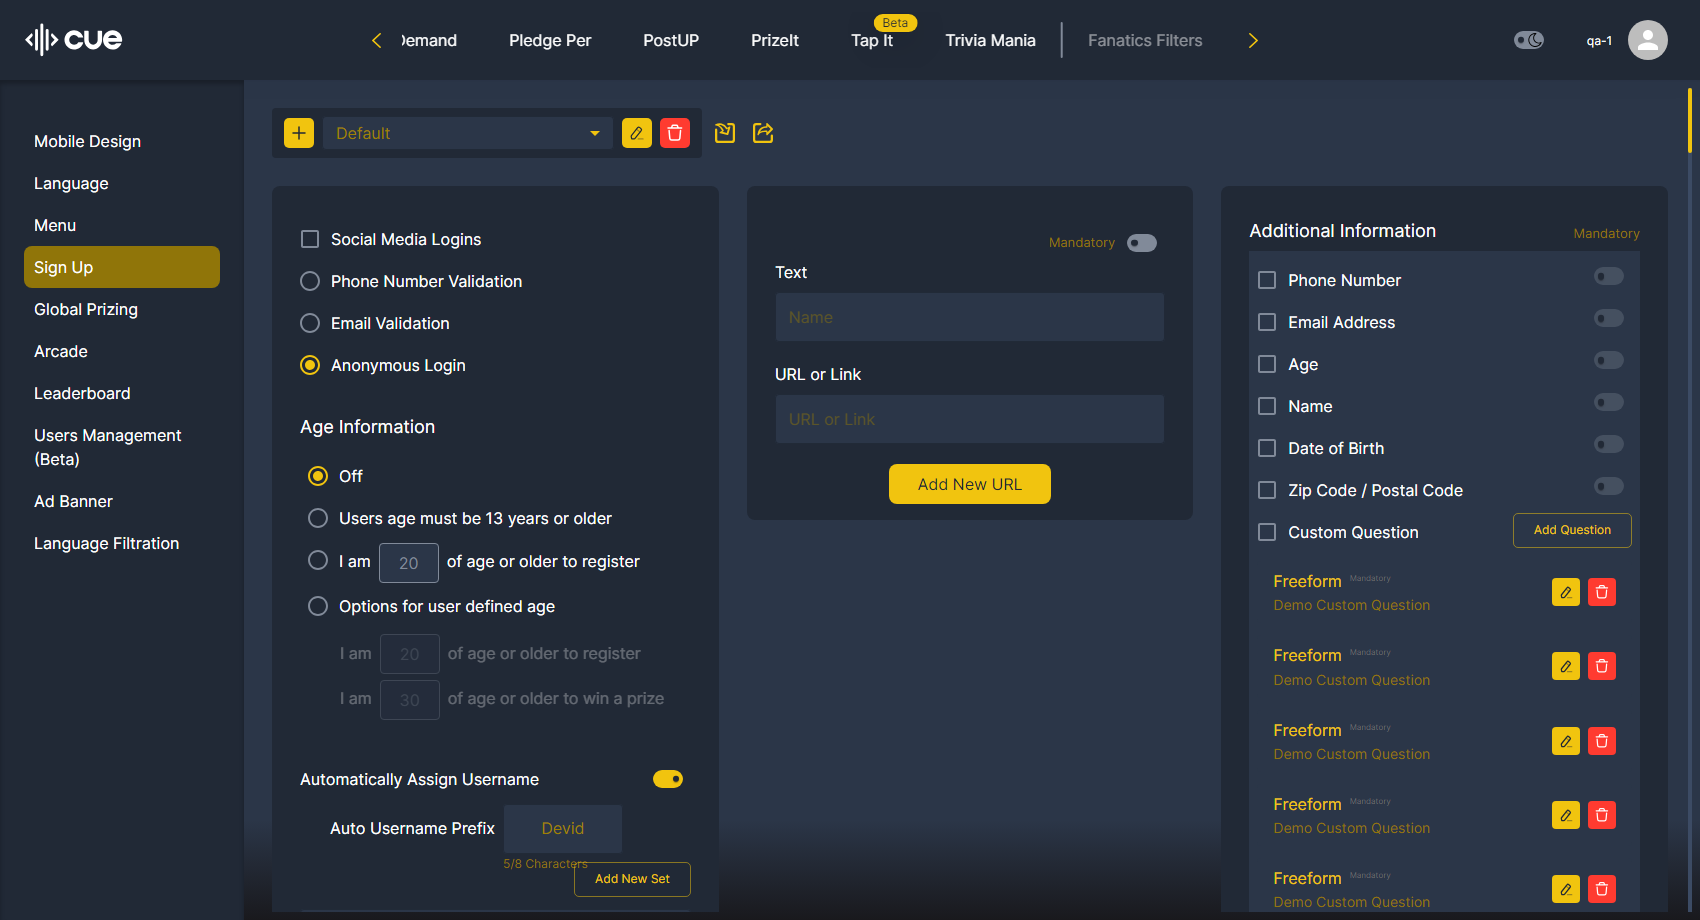 cue
Demand
Pledge Per
PostUP
PrizeIt
Beta
Tap It
Trivia Mania
Fanatics Filters
qa-1
Mobile Design
Language
Menu
Sign Up
Global Prizing
Arcade
Leaderboard
Users Management
(Beta)
Ad Banner
Language Filtration
Default
Social Media Logins
Phone Number Validation
Email Validation
Anonymous Login
Age Information
Off
Users age must be 13 years or older
I am 20 of age or older to register
Options for user defined age
I am 20 of age or older to register
I am 30 of age or older to win a prize
Automatically Assign Username
Auto Username Prefix Devid
5/8 Characters
Add New Set
Mandatory
Text
Name
URL or Link
URL or Link
Add New URL
Additional Information Mandatory
Phone Number
Email Address
Age
Name
Date of Birth
Zip Code / Postal Code
Custom Question Add Question
Freeform Mandatory
Demo Custom Question
Freeform Mandatory
Demo Custom Question
Freeform Mandatory
Demo Custom Question
Freeform Mandatory
Demo Custom Question
Freeform Mandatory
Demo Custom Question